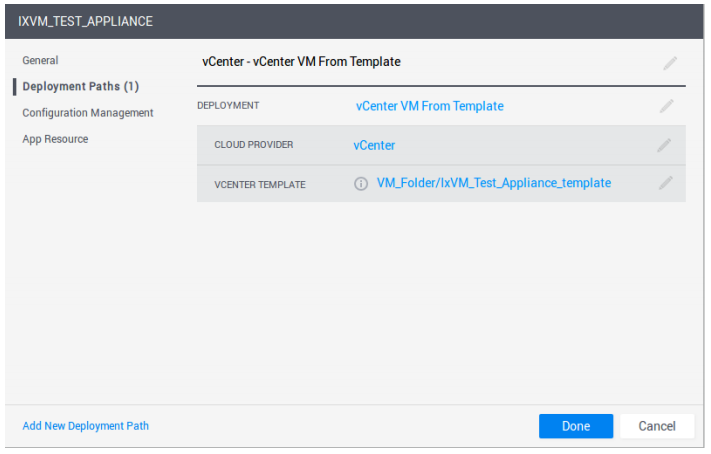 IXVM_TEST_APPLIANCE
General
Deployment Paths (1)
Configuration Management
App Resource
vCenter - vCenter VM From Template
DEPLOYMENT vCenter VM From Template
CLOUD PROVIDER vCenter
VCENTER TEMPLATE VM_Folder/IxVM_Test_Appliance_template
Add New Deployment Path
Done Cancel